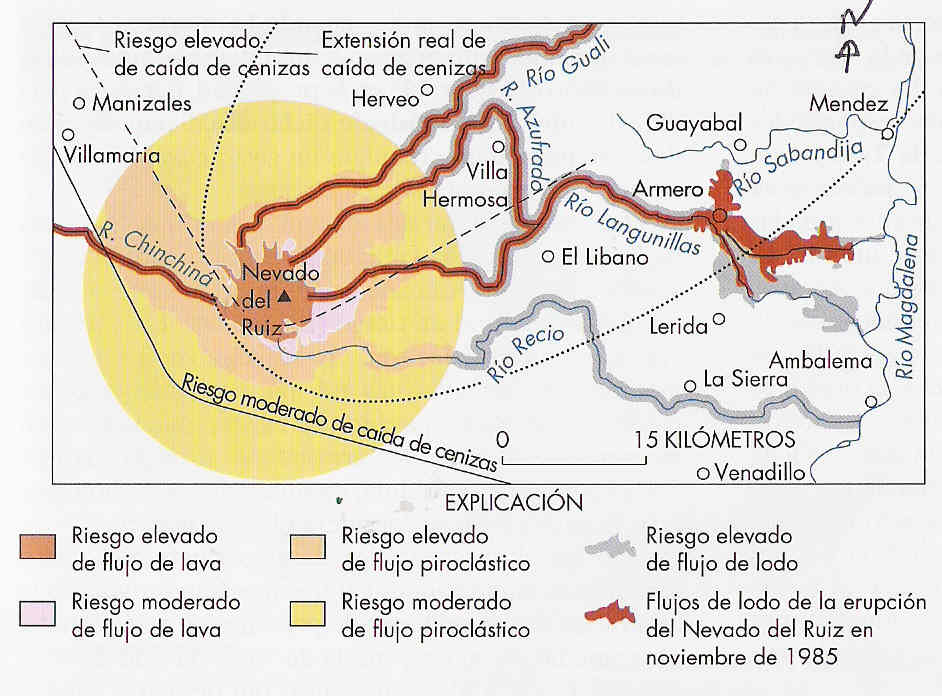 Riesgo elevado
de caída de cenizas
Extensión real de
caída de cenizas
N
Río Guali
R. Azufrada
Herveo
Manizales
Villamaria
Mendez
Guayabal
Río Sabandija
Villa
Hermosa
Armero
Río Langunillas
R. Chinchiná
Nevado
del
Ruiz
El Libano
Río Magdalena
Lerida
Río Recio
Ambalema
La Sierra
Riesgo moderado de caída de cenizas
0 15 KILÓMETROS
Venadillo
EXPLICACIÓN
Riesgo elevado
de flujo de lava
Riesgo moderado
de flujo de lava
Riesgo elevado
de flujo piroclástico
Riesgo moderado
de flujo piroclástico
Riesgo elevado
de flujo de lodo
Flujos de lodo de la erupción
del Nevado del Ruiz en
noviembre de 1985